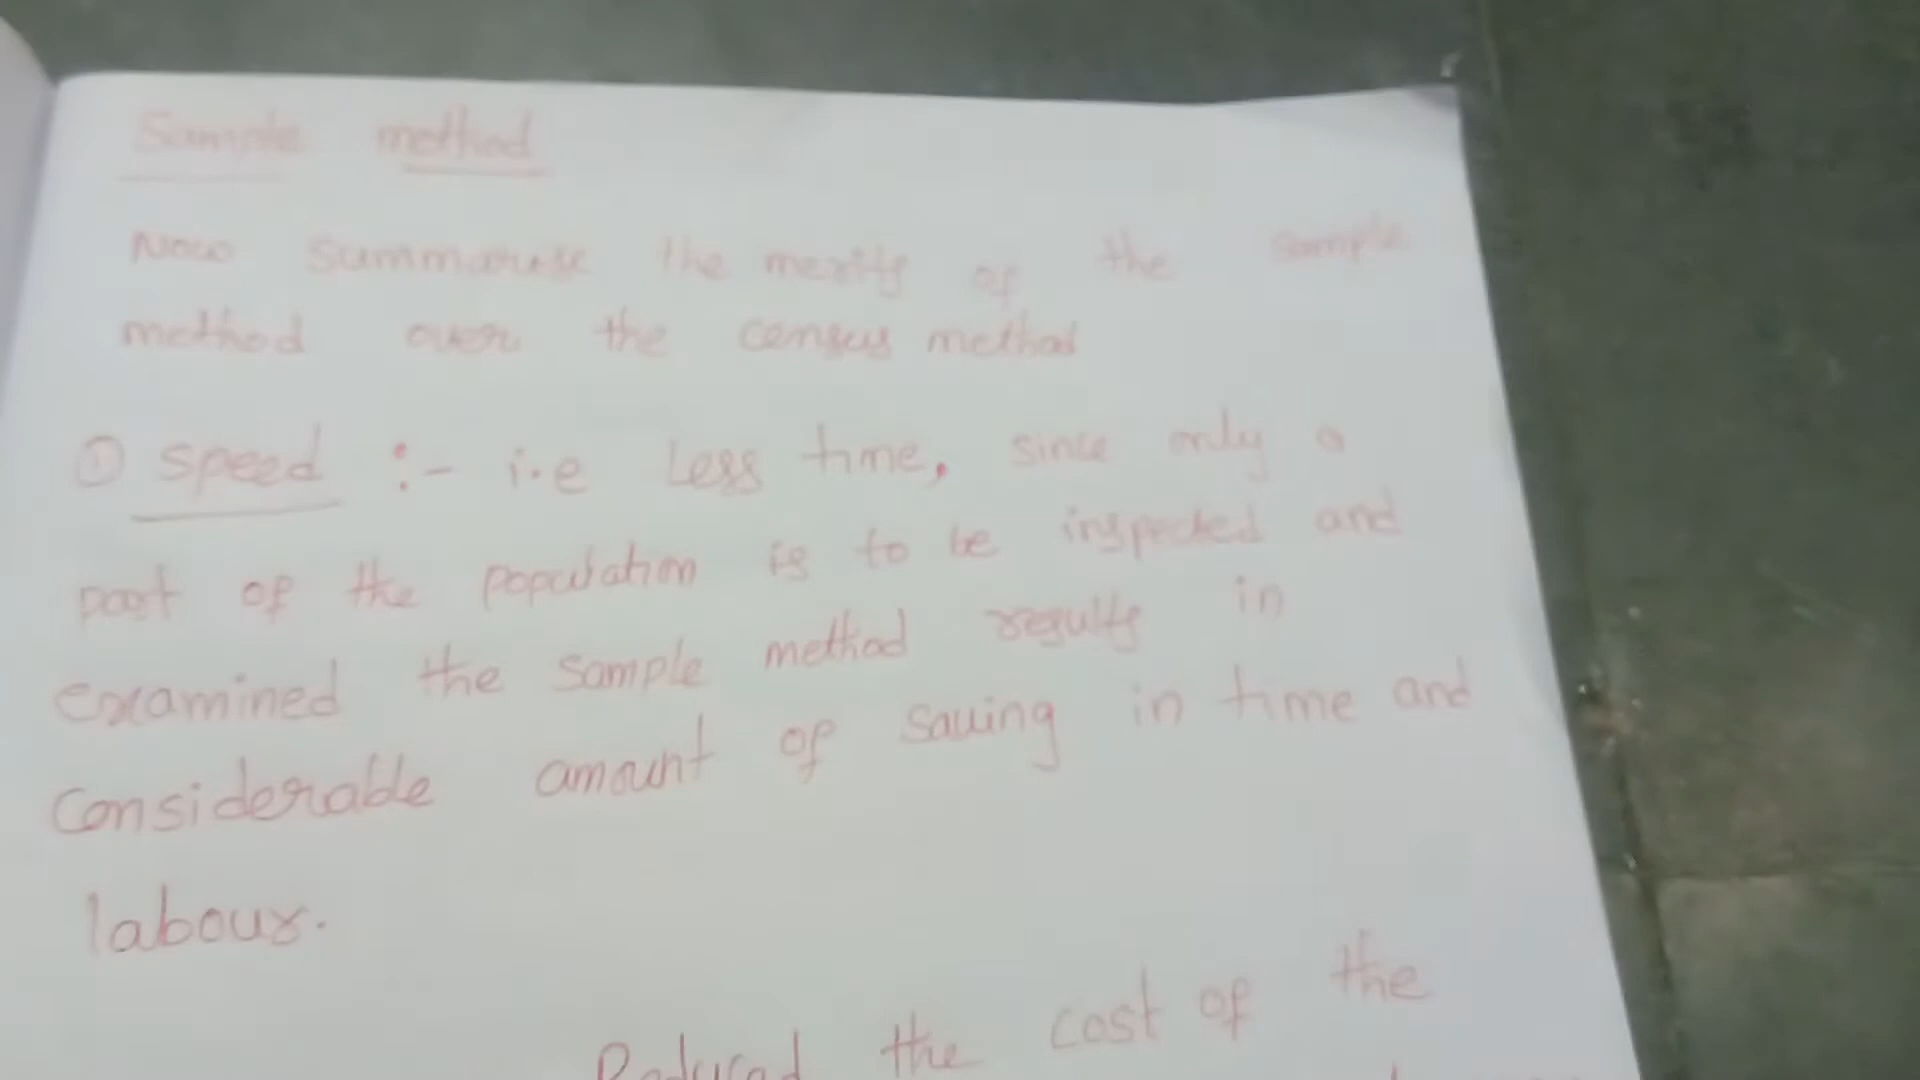 Sample method
Now summarise the merits of the sample
method over the census method
① speed :- i.e Less time, since only a
part of the population is to be inspected and
examined the sample method results in
considerable amount of saving in time and
labour.
Reduced the cost of the